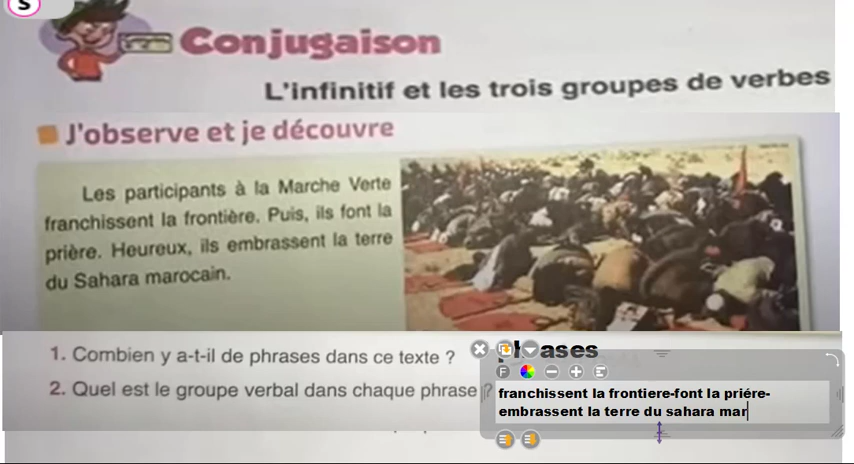 S
Conjugaison
L'infinitif et les trois groupes de verbes
J'observe et je découvre
Les participants à la Marche Verte
franchissent la frontière. Puis, ils font la
prière. Heureux, ils embrassent la terre
du Sahara marocain.
1. Combien y a-t-il de phrases dans ce texte ?
ases
2. Quel est le groupe verbal dans chaque phrase ?
franchissent la frontiere-font la priére-
embrassent la terre du sahara mar